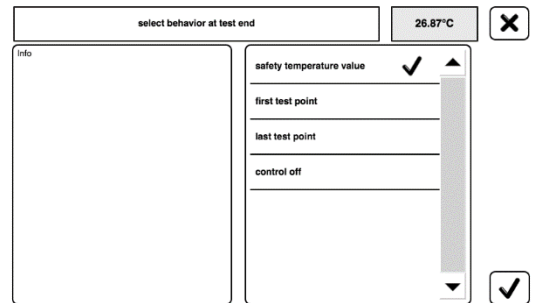 select behavior at test end
26.87°C
Info
safety temperature value
first test point
last test point
control off